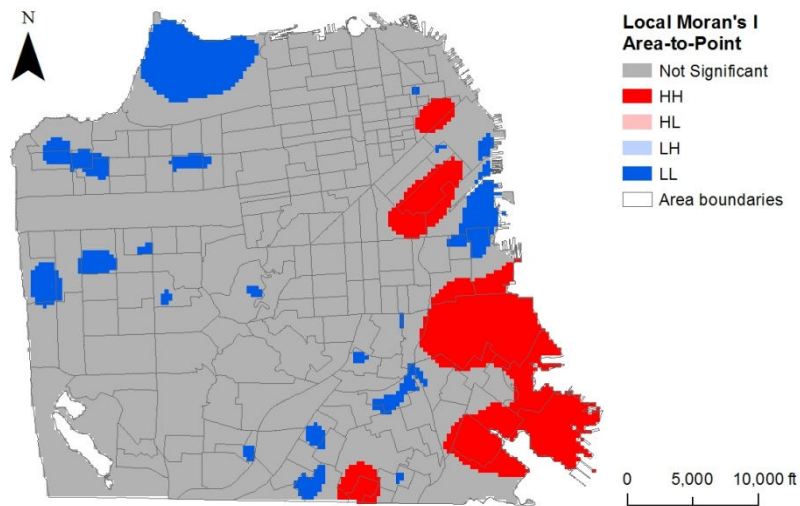 N
Local Moran's I
Area-to-Point
Not Significant
HH
HL
LH
LL
Area boundaries
0 5,000 10,000 ft